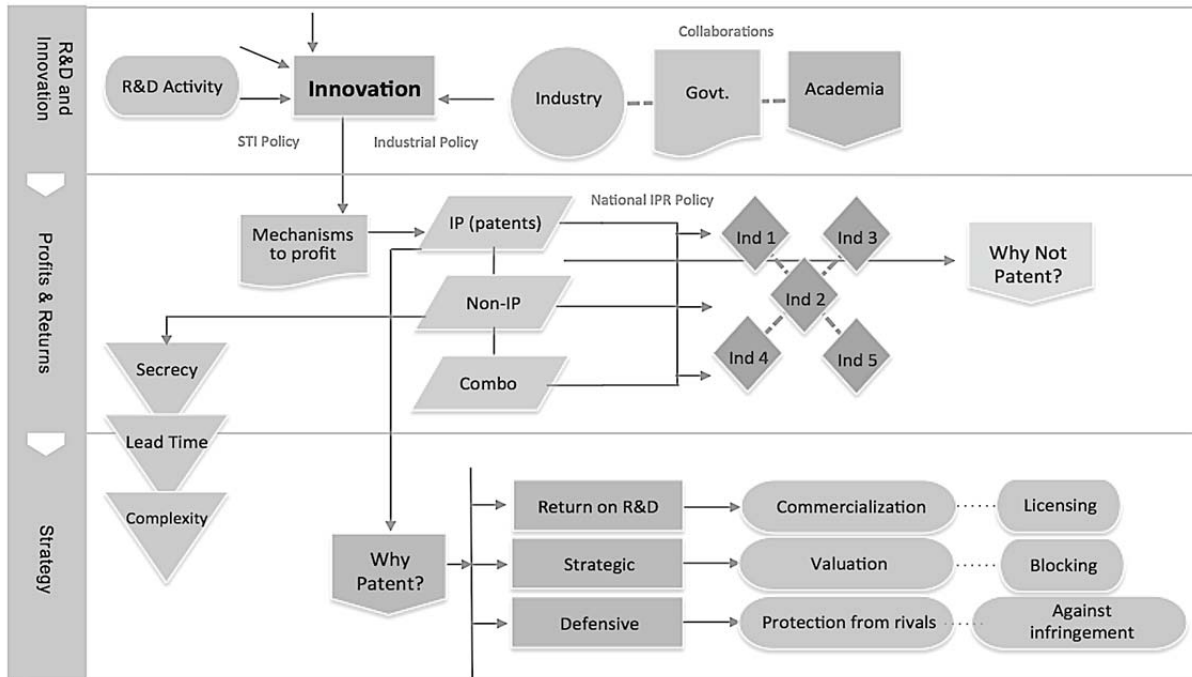 R&D and
Innovation
Collaborations
R&D Activity
Innovation
Industry
Govt.
Academia
STI Policy
Industrial Policy
Profits & Returns
Mechanisms
to profit
IP (patents)
National IPR Policy
Ind 1
Ind 3
Why Not
Patent?
Non-IP
Ind 2
Secrecy
Combo
Ind 4
Ind 5
Strategy
Lead Time
Complexity
Why
Patent?
Return on R&D
Commercialization
Licensing
Strategic
Valuation
Blocking
Defensive
Protection from rivals
Against
infringement